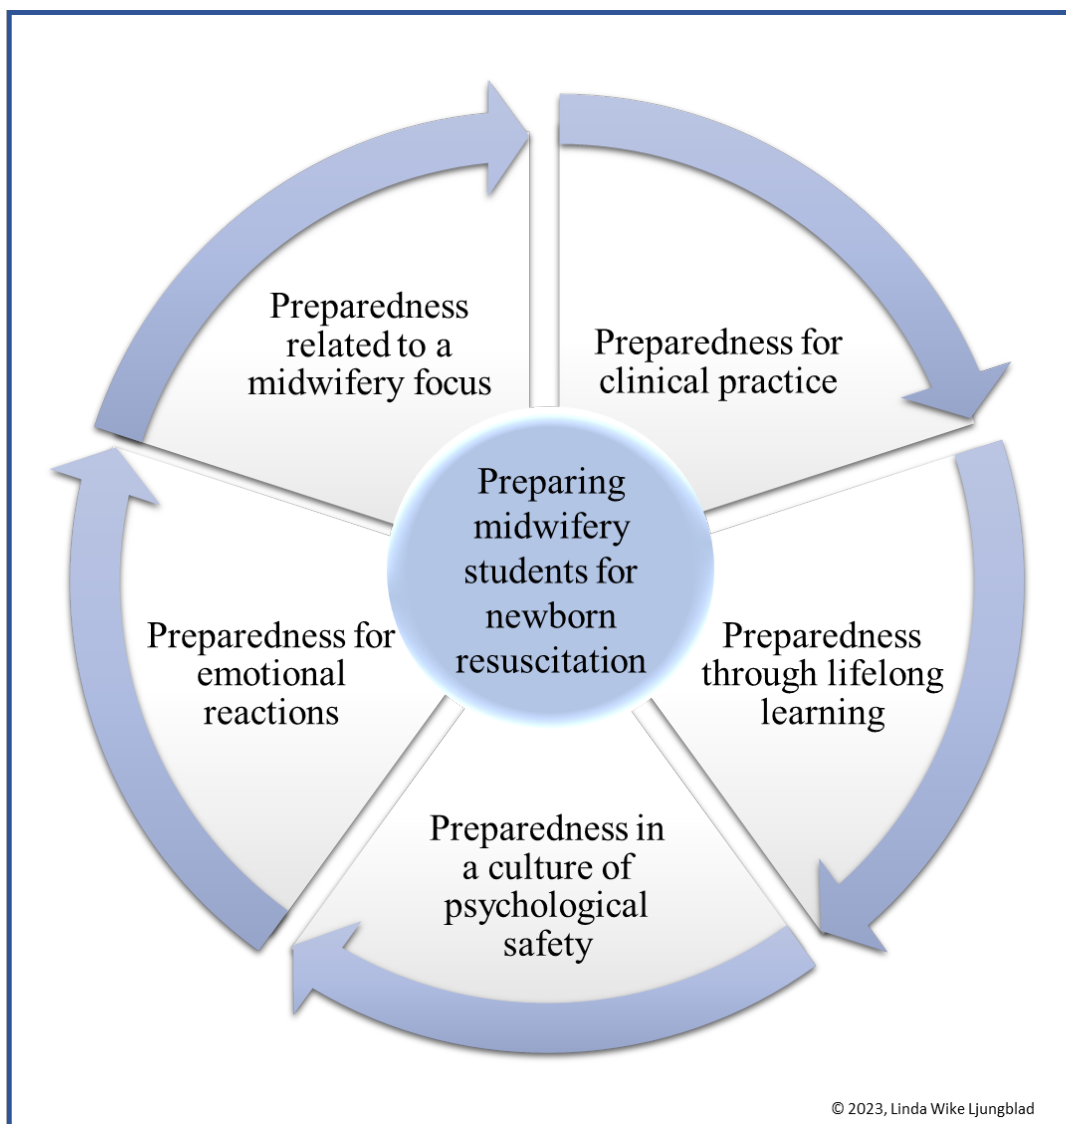 Preparedness
related to a
midwifery focus
Preparedness for
clinical practice
Preparing
midwifery
students for
newborn
resuscitation
Preparedness for
emotional
reactions
Preparedness
through lifelong
learning
Preparedness in
a culture of
psychological
safety
© 2023, Linda Wike Ljungblad